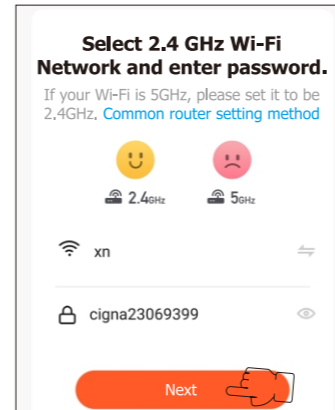 Select 2.4 GHz Wi-Fi
Network and enter password.
If your Wi-Fi is 5GHz, please set it to be
2.4GHz. Common router setting method
2.4GHz 5GHz
xn
cigna23069399
Next